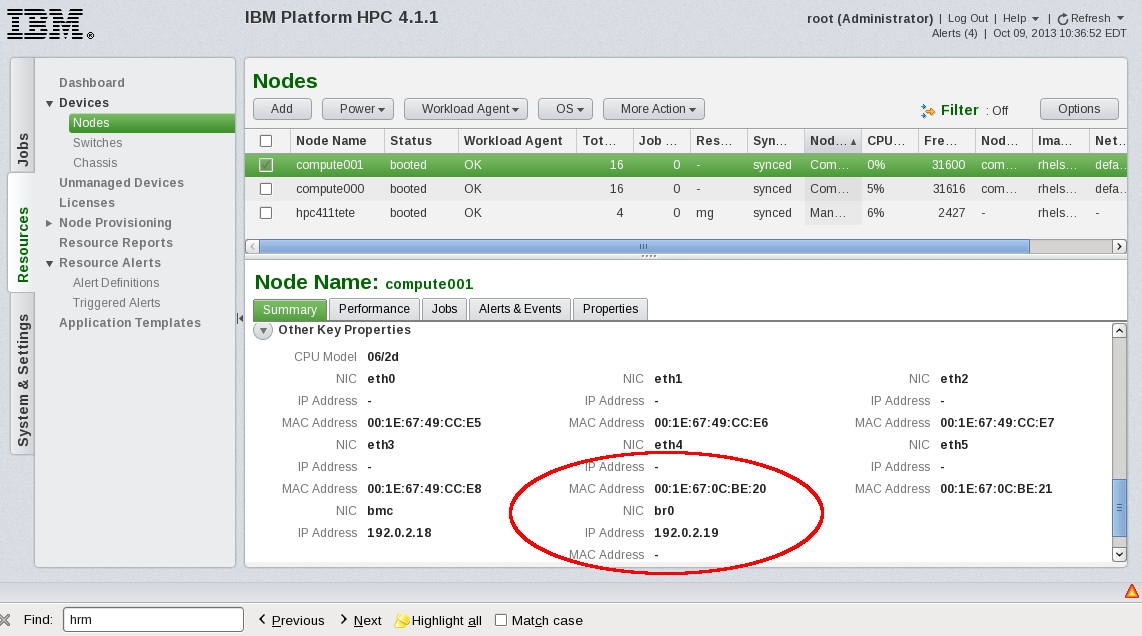 IBM
IBM Platform HPC 4.1.1
root (Administrator) | Log Out | Help | Refresh
Alerts (4) | Oct 09, 2013 10:36:52 EDT
Jobs
Resources
System & Settings
Dashboard
Devices
Nodes
Switches
Chassis
Unmanaged Devices
Licenses
Node Provisioning
Resource Reports
Resource Alerts
Alert Definitions
Triggered Alerts
Application Templates
Nodes
Add Power Workload Agent OS More Action Filter : Off Options
Node Name Status Workload Agent Tot… Job … Res… Syn… Nod… CPU… Fre… Nod… Ima… Net…
compute001 booted OK 16 0 - synced Com… 0% 31600 com… rhels… defa…
compute000 booted OK 16 0 - synced Com… 5% 31616 com… rhels… defa…
hpc411tete booted OK 4 0 mg synced Man… 6% 2427 - rhels… -
Node Name: compute001
Summary Performance Jobs Alerts & Events Properties
Other Key Properties
CPU Model 06/2d
NIC eth0 NIC eth1 NIC eth2
IP Address - IP Address - IP Address -
MAC Address 00:1E:67:49:CC:E5 MAC Address 00:1E:67:49:CC:E6 MAC Address 00:1E:67:49:CC:E7
NIC eth3 NIC eth4 NIC eth5
IP Address - IP Address - IP Address -
MAC Address 00:1E:67:49:CC:E8 MAC Address 00:1E:67:0C:BE:20 MAC Address 00:1E:67:0C:BE:21
NIC bmc NIC br0
IP Address 192.0.2.18 IP Address 192.0.2.19
MAC Address -
Find: hrm Previous Next Highlight all Match case